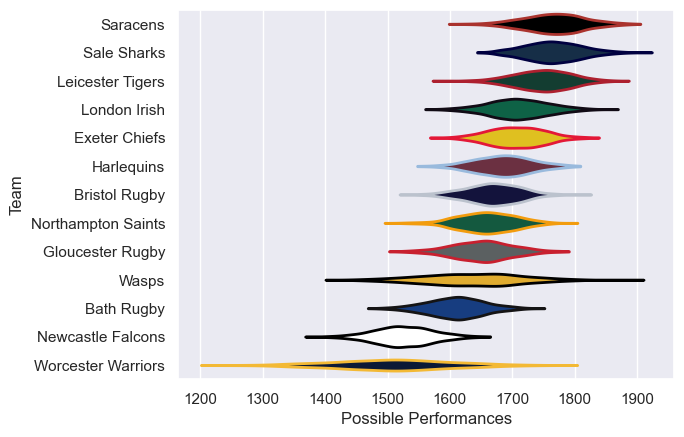 Saracens
Sale Sharks
Leicester Tigers
London Irish
Exeter Chiefs
Harlequins
Bristol Rugby
Northampton Saints
Gloucester Rugby
Wasps
Bath Rugby
Newcastle Falcons
Worcester Warriors
Team
1200 1300 1400 1500 1600 1700 1800 1900
Possible Performances